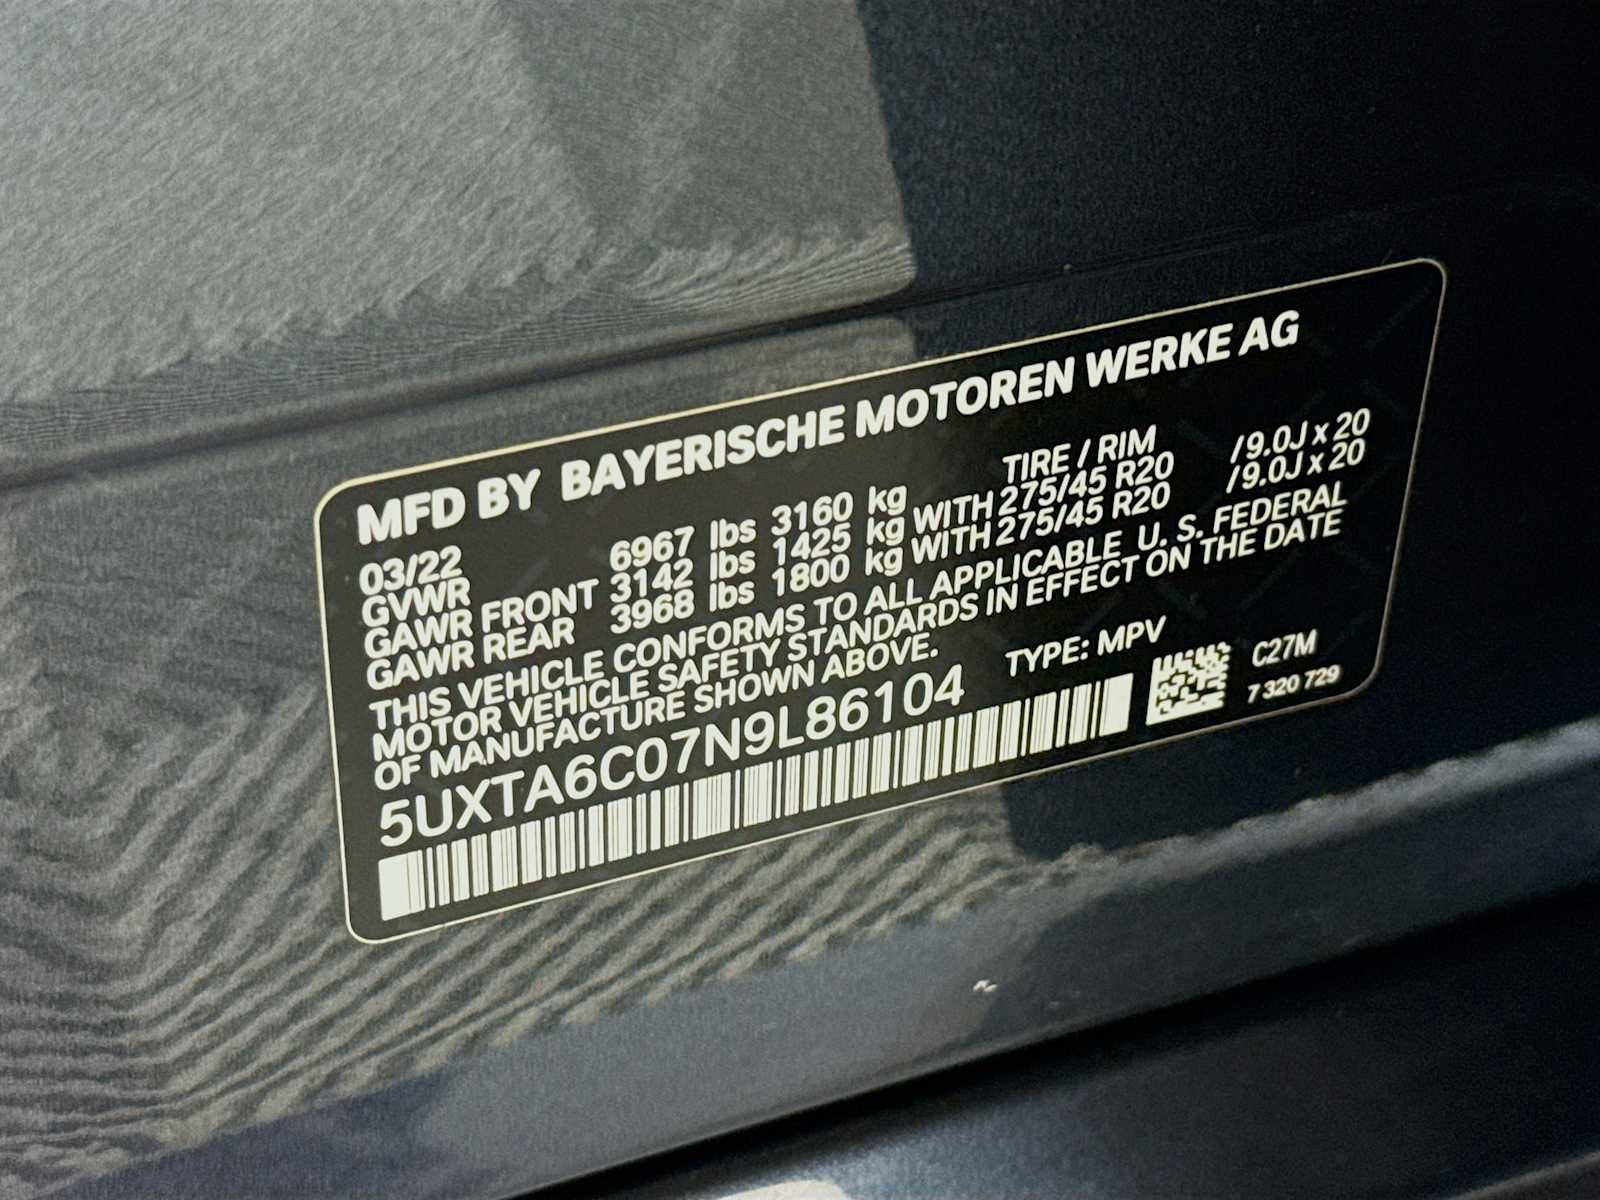 MFD BY BAYERISCHE MOTOREN WERKE AG
03/22 TIRE / RIM
GVWR 6967 lbs 3160 kg
GAWR FRONT 3142 lbs 1425 kg WITH 275/45 R20 / 9.0J x 20
GAWR REAR 3968 lbs 1800 kg WITH 275/45 R20 / 9.0J x 20
THIS VEHICLE CONFORMS TO ALL APPLICABLE U. S. FEDERAL
MOTOR VEHICLE SAFETY STANDARDS IN EFFECT ON THE DATE
OF MANUFACTURE SHOWN ABOVE.
5UXTA6C07N9L86104 TYPE: MPV
C27M
7 320 729